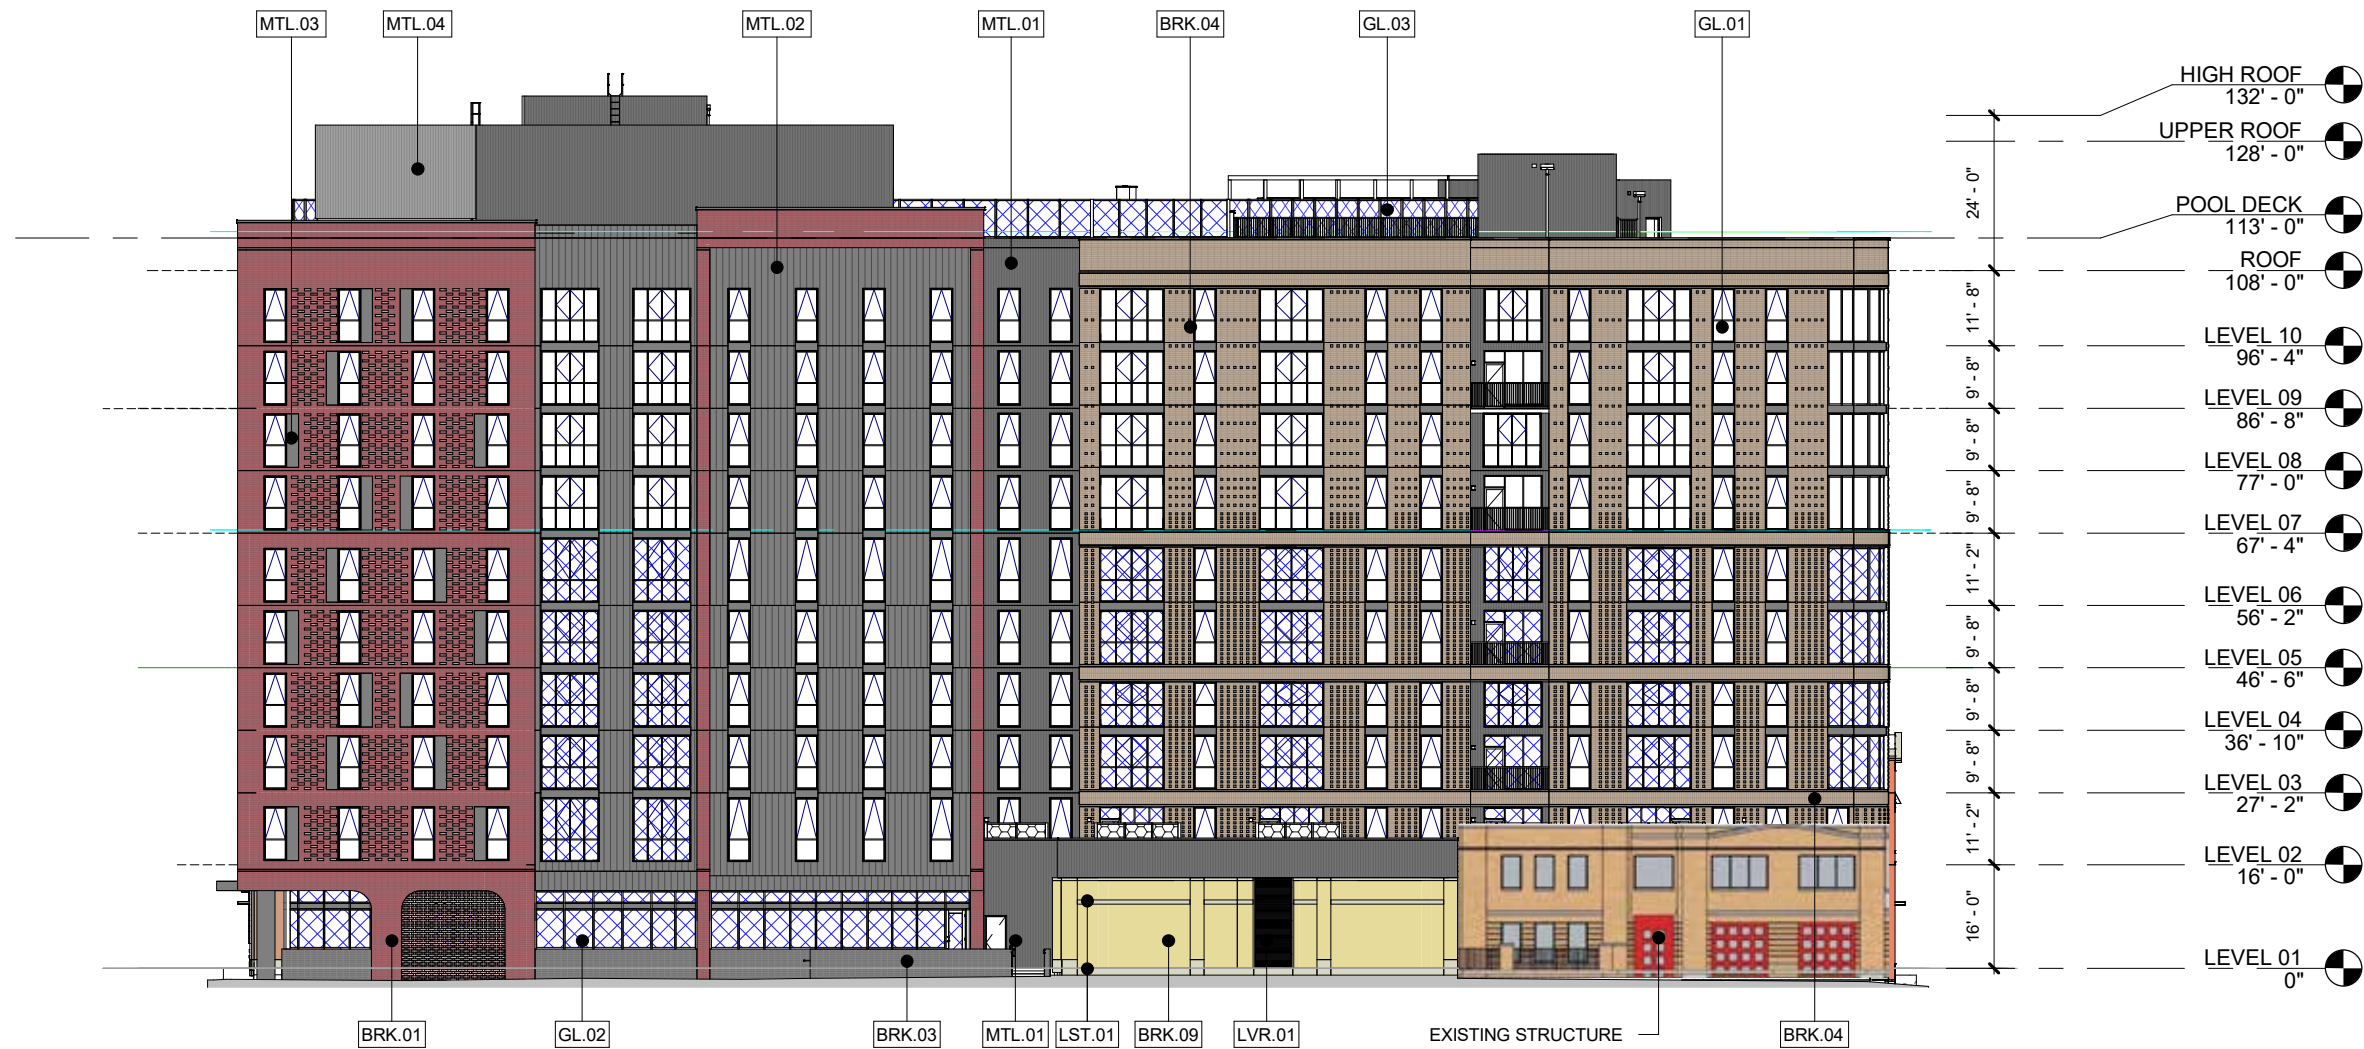 MTL.03
MTL.04
MTL.02
MTL.01
BRK.04
GL.03
GL.01
HIGH ROOF
132' - 0"
UPPER ROOF
128' - 0"
POOL DECK
113' - 0"
ROOF
108' - 0"
LEVEL 10
96' - 4"
LEVEL 09
86' - 8"
LEVEL 08
77' - 0"
LEVEL 07
67' - 4"
LEVEL 06
56' - 2"
LEVEL 05
46' - 6"
LEVEL 04
36' - 10"
LEVEL 03
27' - 2"
LEVEL 02
16' - 0"
LEVEL 01
0"
24' - 0"
11' - 8"
9' - 8"
9' - 8"
9' - 8"
11' - 2"
9' - 8"
9' - 8"
9' - 8"
11' - 2"
16' - 0"
BRK.01
GL.02
BRK.03
MTL.01
LST.01
BRK.09
LVR.01
EXISTING STRUCTURE
BRK.04